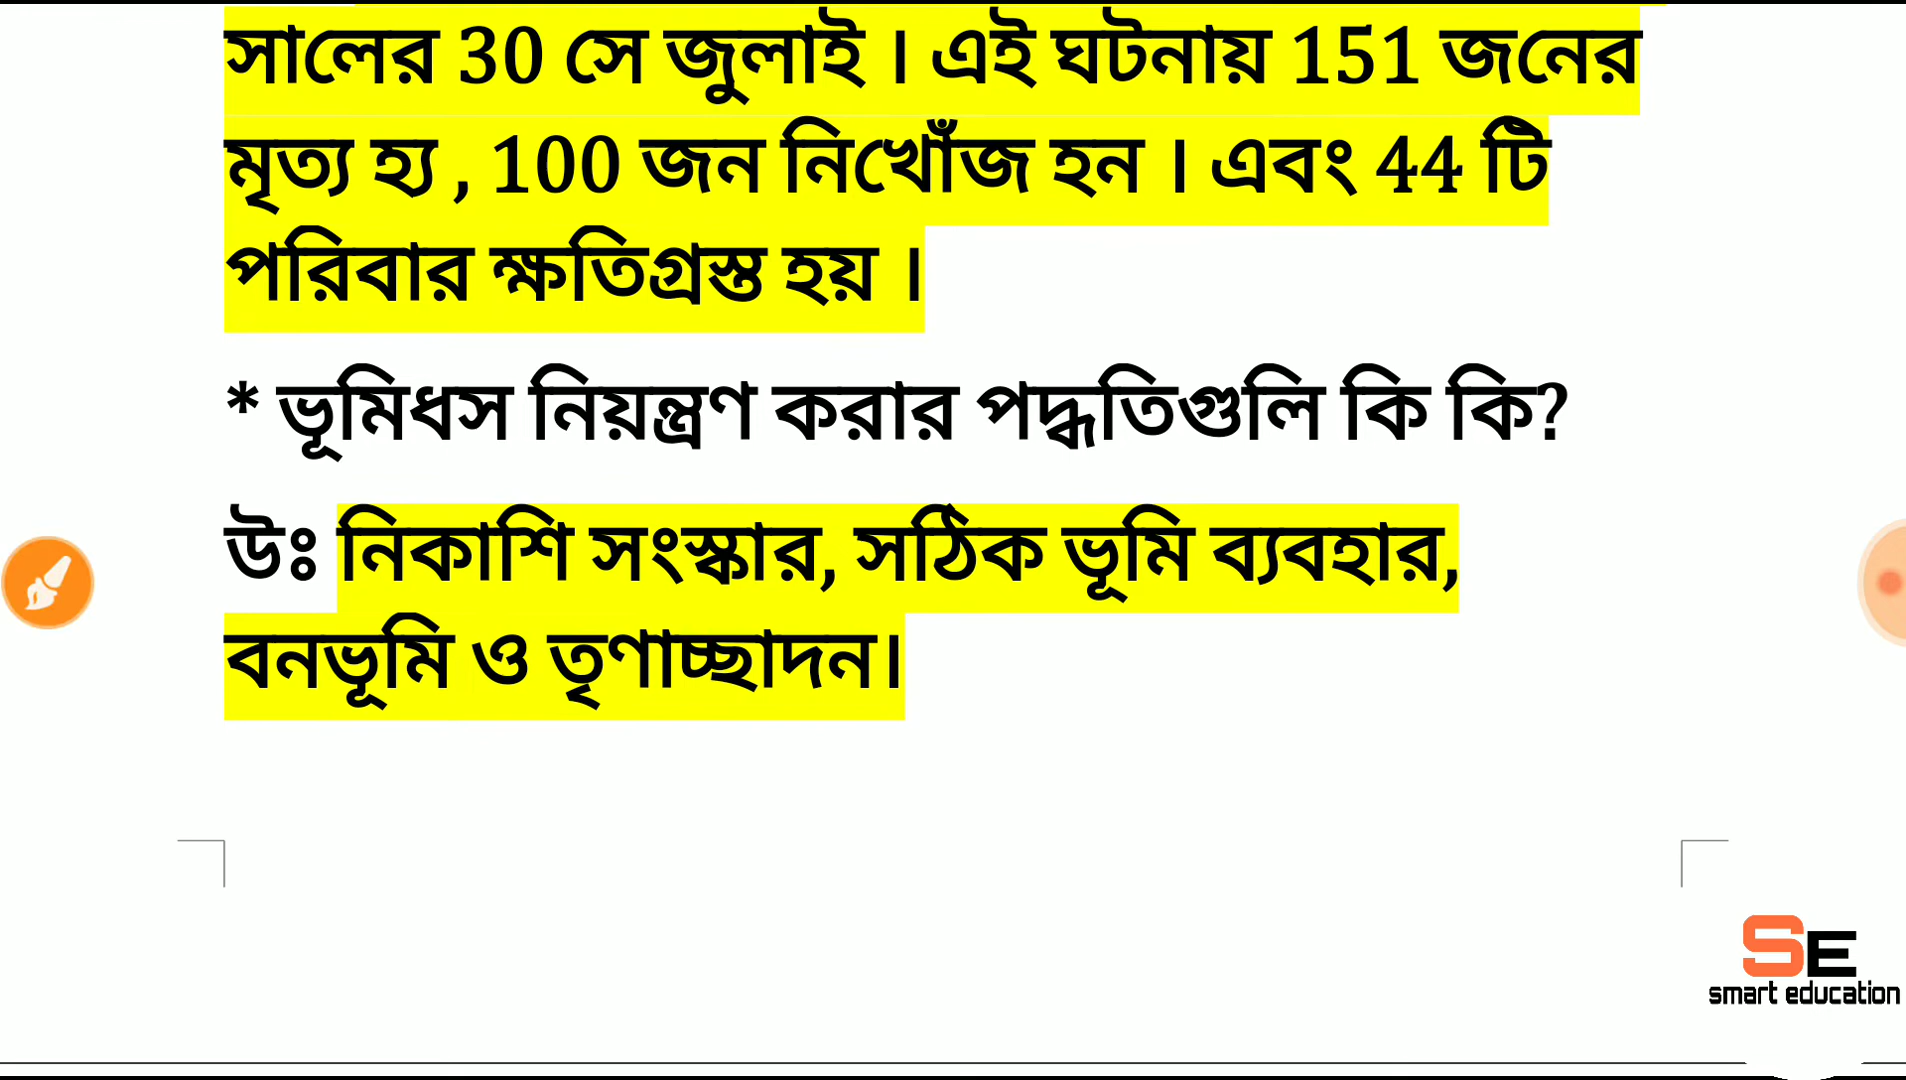 সালের 30 সে জুলাই । এই ঘটনায় 151 জনের
মৃত্য হ্য , 100 জন নিখোঁজ হন । এবং 44 টি
পরিবার ক্ষতিগ্রস্ত হয় ।
* ভূমিধস নিয়ন্ত্রণ করার পদ্ধতিগুলি কি কি?
উঃ নিকাশি সংস্কার, সঠিক ভূমি ব্যবহার,
বনভূমি ও তৃণাচ্ছাদন।
SE
smart education